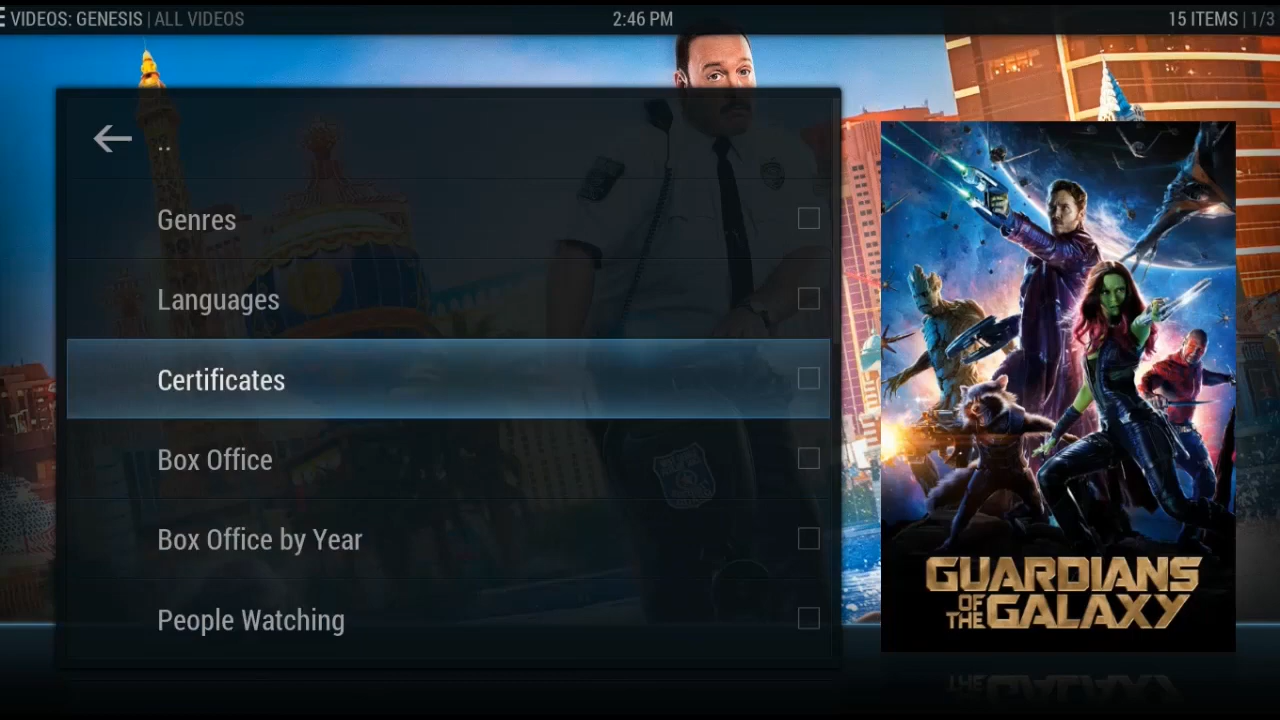 VIDEOS: GENESIS | ALL VIDEOS
2:46 PM
15 ITEMS | 1/3
..
Genres
Languages
Certificates
Box Office
Box Office by Year
People Watching
GUARDIANS
OF
THE GALAXY